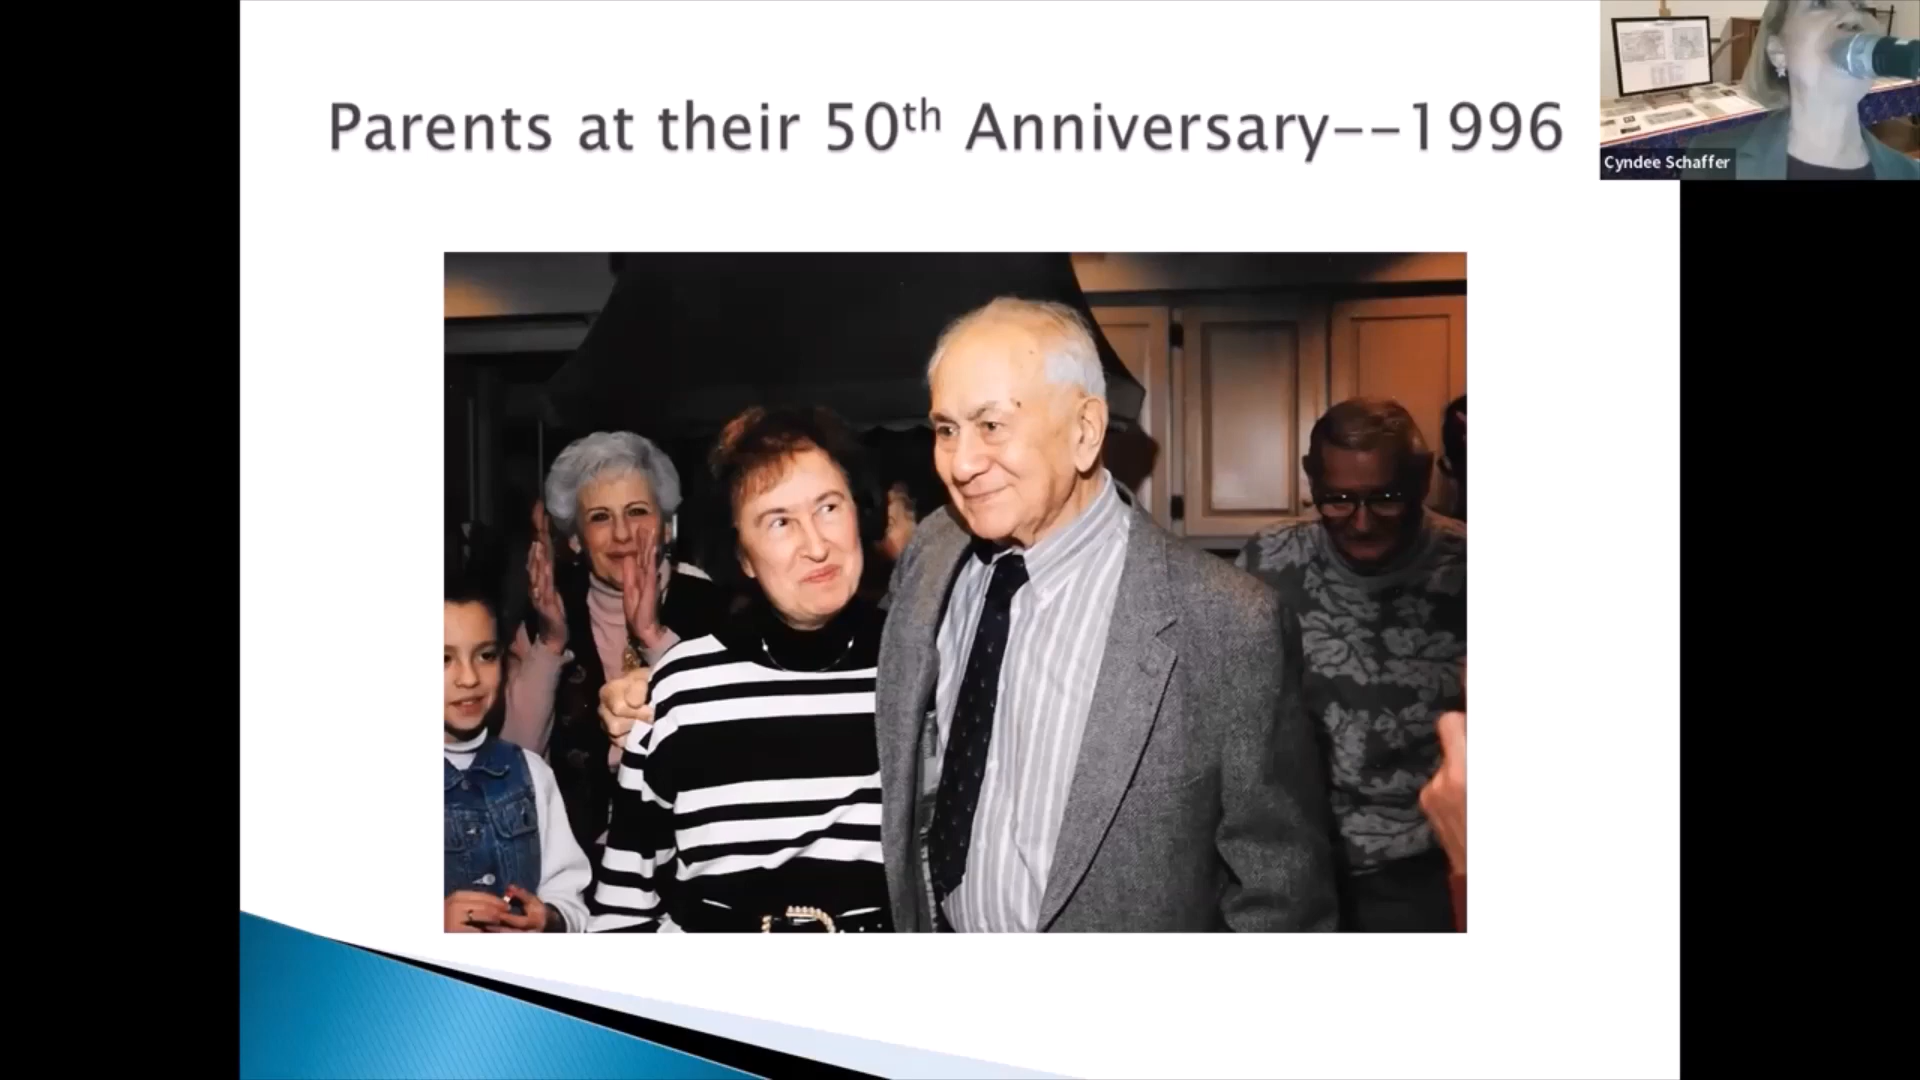 Parents at their 50th Anniversary--1996
Cyndee Schaffer